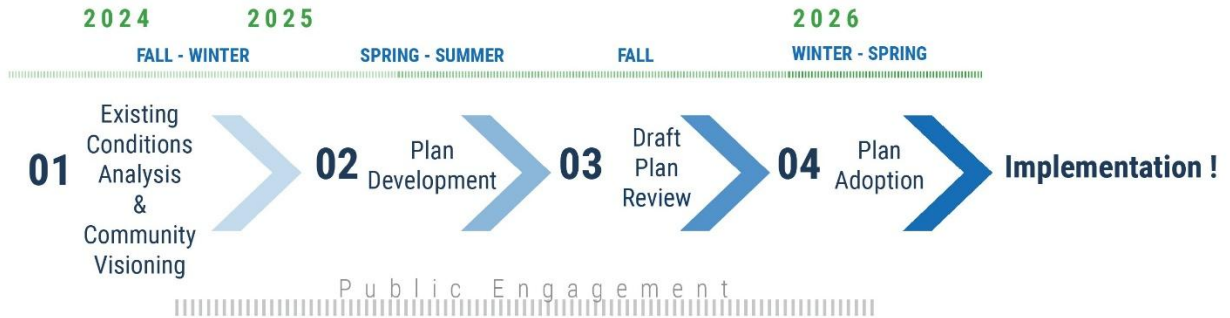 2024 2025 2026
FALL - WINTER SPRING - SUMMER FALL WINTER - SPRING
01
Existing
Conditions
Analysis
&
Community
Visioning
02
Plan
Development
03
Draft
Plan
Review
04
Plan
Adoption
Implementation !
Public Engagement